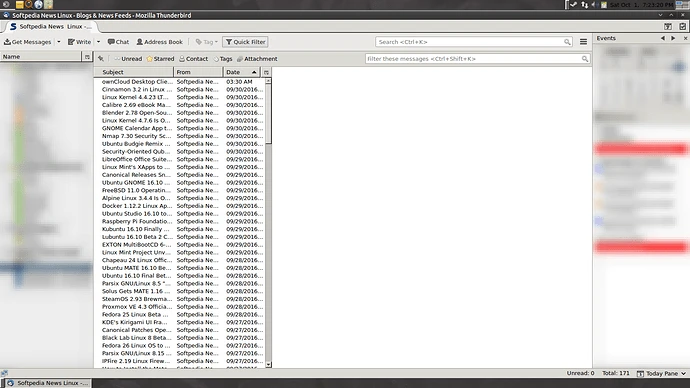 Sat Oct 1, 7:23:20 PM
Softpedia News Linux - Blogs & News Feeds - Mozilla Thunderbird
Softpedia News Linux -
Get Messages Write Chat Address Book Tag Quick Filter Search <Ctrl+K> Events
Name Unread Starred Contact Tags Attachment Filter these messages <Ctrl+Shift+K>
Subject From Date
ownCloud Desktop Clie... Softpedia Ne... 03:30 AM
Cinnamon 3.2 in Linux ... Softpedia Ne... 09/30/2016...
Linux Kernel 4.4.23 LT... Softpedia Ne... 09/30/2016...
Calibre 2.69 eBook Ma... Softpedia Ne... 09/30/2016...
Blender 2.78 Open-Sou... Softpedia Ne... 09/30/2016...
Linux Kernel 4.7.6 Is O... Softpedia Ne... 09/30/2016...
GNOME Calendar App t... Softpedia Ne... 09/30/2016...
Nmap 7.30 Security Sc... Softpedia Ne... 09/30/2016...
Ubuntu Budgie Remix ... Softpedia Ne... 09/30/2016...
Security-Oriented Qub... Softpedia Ne... 09/30/2016...
LibreOffice Office Suite... Softpedia Ne... 09/29/2016...
Linux Mint's XApps to ... Softpedia Ne... 09/29/2016...
Canonical Releases Sn... Softpedia Ne... 09/29/2016...
Ubuntu GNOME 16.10 ... Softpedia Ne... 09/29/2016...
FreeBSD 11.0 Operatin... Softpedia Ne... 09/29/2016...
Alpine Linux 3.4.4 Is O... Softpedia Ne... 09/29/2016...
Docker 1.12.2 Linux Ap... Softpedia Ne... 09/29/2016...
Ubuntu Studio 16.10 to... Softpedia Ne... 09/29/2016...
Raspberry Pi Foundatio... Softpedia Ne... 09/29/2016...
Kubuntu 16.10 Finally ... Softpedia Ne... 09/29/2016...
Lubuntu 16.10 Beta 2 C... Softpedia Ne... 09/29/2016...
EXTON MultiBootCD 6-... Softpedia Ne... 09/29/2016...
Linux Mint Project Unv... Softpedia Ne... 09/29/2016...
Chapeau 24 Linux Offic... Softpedia Ne... 09/28/2016...
Ubuntu MATE 16.10 Be... Softpedia Ne... 09/28/2016...
Ubuntu 16.10 Final Bet... Softpedia Ne... 09/28/2016...
Parsix GNU/Linux 8.5 "... Softpedia Ne... 09/28/2016...
Solus Gets MATE 1.16 ... Softpedia Ne... 09/28/2016...
SteamOS 2.93 Brewma... Softpedia Ne... 09/28/2016...
Proxmox VE 4.3 Officia... Softpedia Ne... 09/28/2016...
Fedora 25 Linux Beta ... Softpedia Ne... 09/28/2016...
KDE's Kirigami UI Fra... Softpedia Ne... 09/27/2016...
Canonical Patches Ope... Softpedia Ne... 09/27/2016...
Black Lab Linux 8 Beta... Softpedia Ne... 09/27/2016...
Fedora 26 Linux OS to ... Softpedia Ne... 09/27/2016...
Parsix GNU/Linux 8.15 ... Softpedia Ne... 09/27/2016...
IPFire 2.19 Linux Firew... Softpedia Ne... 09/27/2016...
Unread: 0 Total: 171 Today Pane
Softpedia News Linux -...